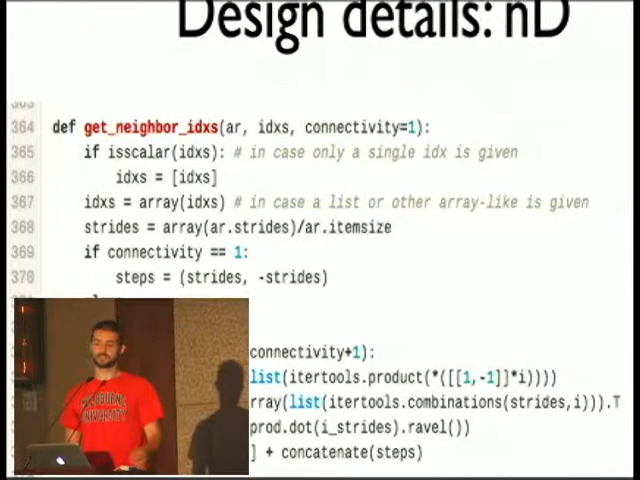 Design details: nD
364 def get_neighbor_idxs(ar, idxs, connectivity=1):
365 if isscalar(idxs): # in case only a single idx is given
366 idxs = [idxs]
367 idxs = array(idxs) # in case a list or other array-like is given
368 strides = array(ar.strides)/ar.itemsize
369 if connectivity == 1:
370 steps = (strides, -strides)
connectivity+1):
list(itertools.product(*([[1,-1]]*i))))
rray(list(itertools.combinations(strides,i))).T
prod.dot(i_strides).ravel())
] + concatenate(steps)
MELBOURNE
UNIVERSITY